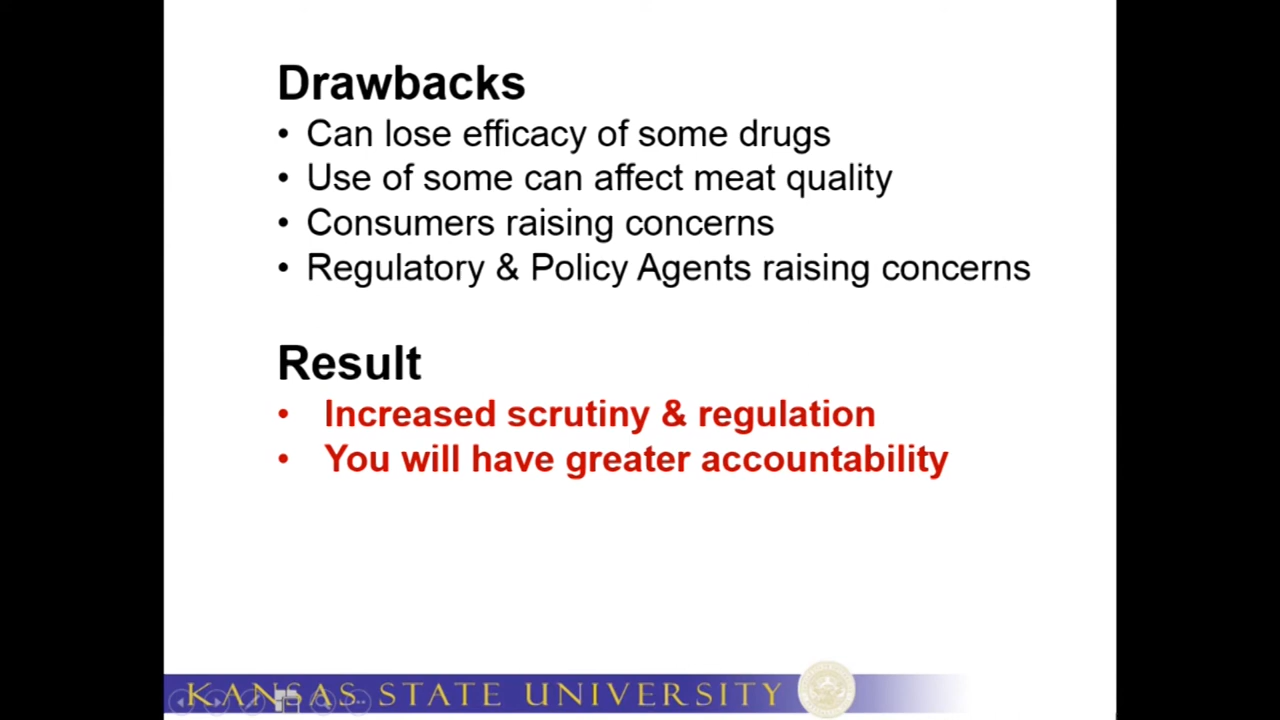 Drawbacks
• Can lose efficacy of some drugs
• Use of some can affect meat quality
• Consumers raising concerns
• Regulatory & Policy Agents raising concerns
Result
• Increased scrutiny & regulation
• You will have greater accountability
KANSAS STATE UNIVERSITY